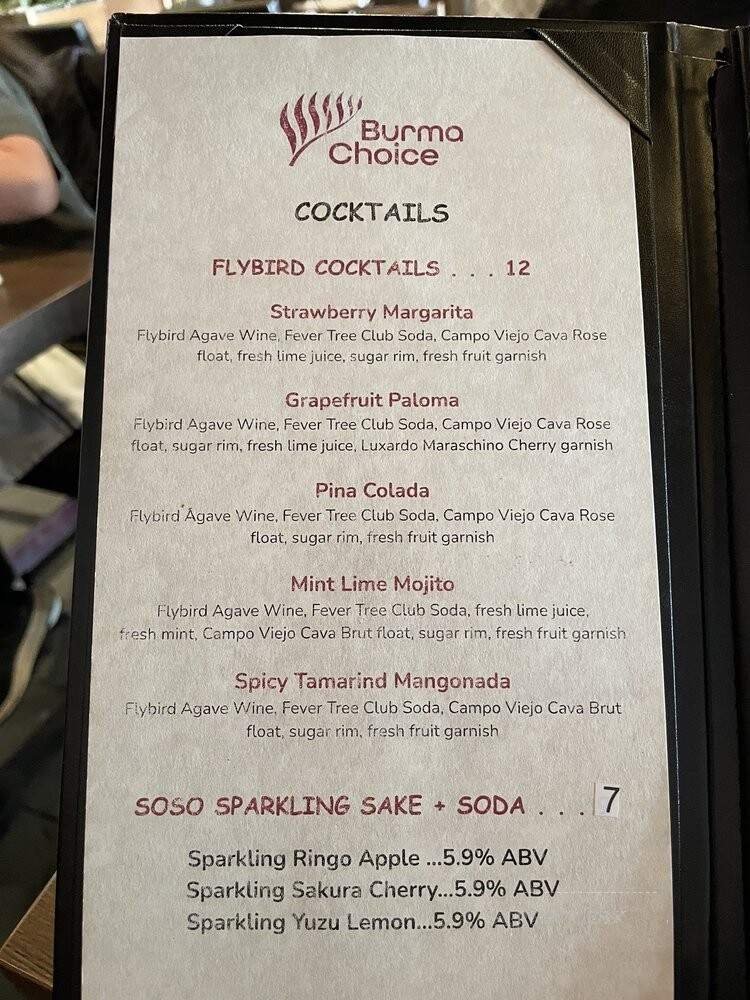 Burma
Choice
COCKTAILS
FLYBIRD COCKTAILS . . . 12
Strawberry Margarita
Flybird Agave Wine, Fever Tree Club Soda, Campo Viejo Cava Rose
float, fresh lime juice, sugar rim, fresh fruit garnish
Grapefruit Paloma
Flybird Agave Wine, Fever Tree Club Soda, Campo Viejo Cava Rose
float, sugar rim, fresh lime juice, Luxardo Maraschino Cherry garnish
Pina Colada
Flybird Agave Wine, Fever Tree Club Soda, Campo Viejo Cava Rose
float, sugar rim, fresh fruit garnish
Mint Lime Mojito
Flybird Agave Wine, Fever Tree Club Soda, fresh lime juice,
fresh mint, Campo Viejo Cava Brut float, sugar rim, fresh fruit garnish
Spicy Tamarind Mangonada
Flybird Agave Wine, Fever Tree Club Soda, Campo Viejo Cava Brut
float, sugar rim, fresh fruit garnish
SOSO SPARKLING SAKE + SODA . . . 7
Sparkling Ringo Apple ...5.9% ABV
Sparkling Sakura Cherry...5.9% ABV
Sparkling Yuzu Lemon...5.9% ABV